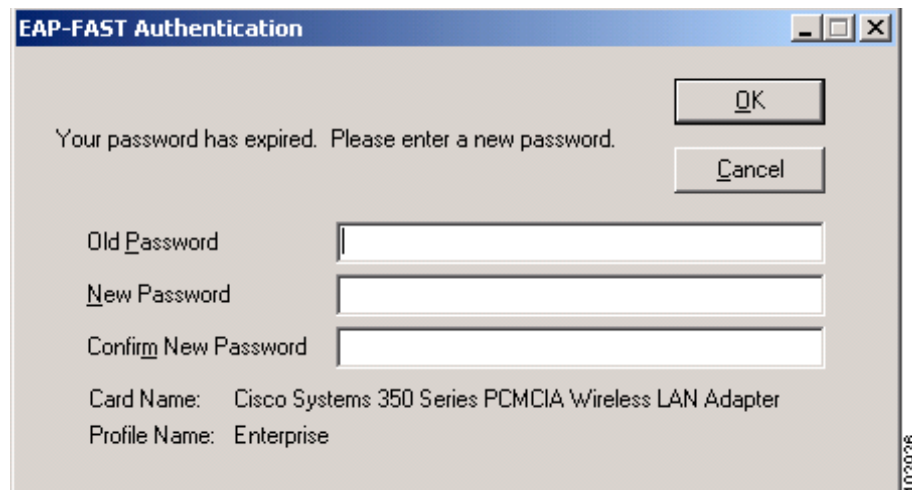 EAP-FAST Authentication
OK
Your password has expired. Please enter a new password.
Cancel
Old Password
New Password
Confirm New Password
Card Name: Cisco Systems 350 Series PCMCIA Wireless LAN Adapter
Profile Name: Enterprise